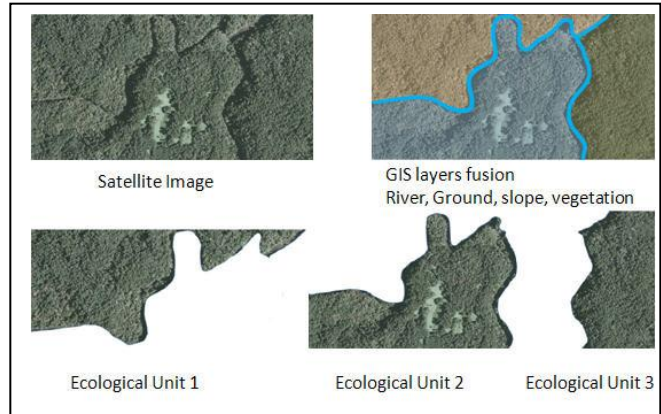 Satellite Image
GIS layers fusion
River, Ground, slope, vegetation
Ecological Unit 1
Ecological Unit 2
Ecological Unit 3